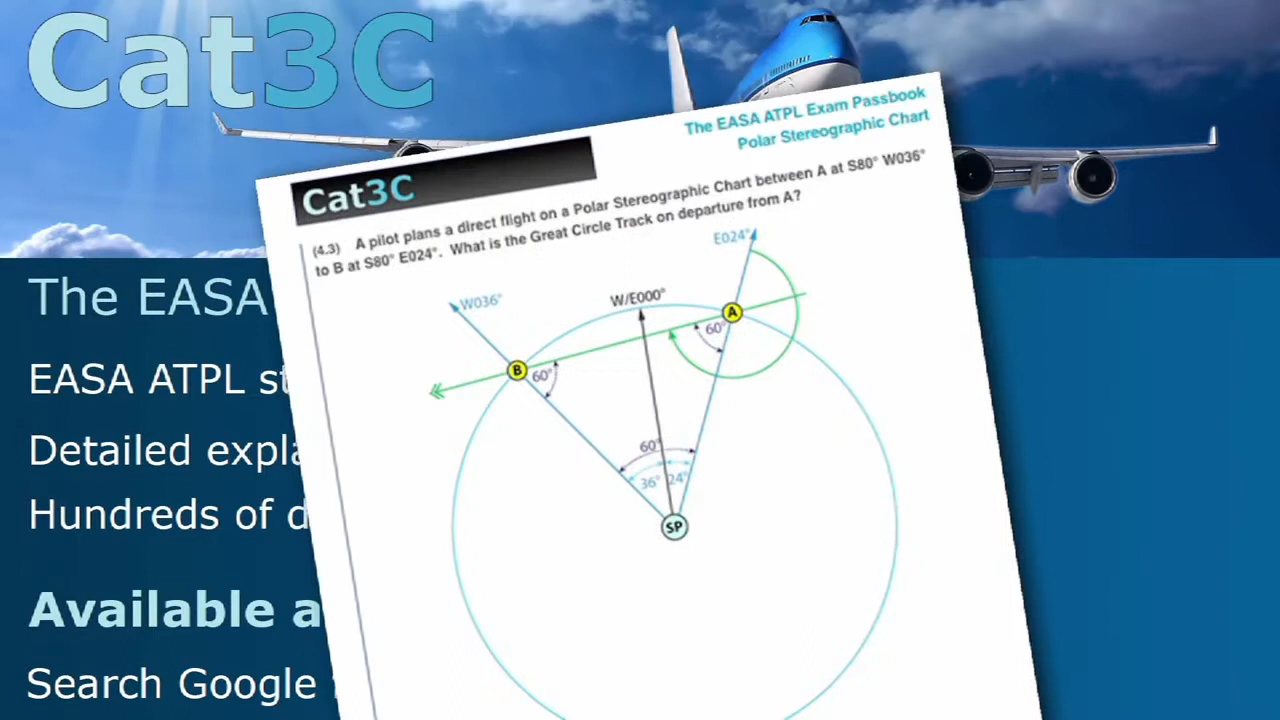 Cat3C
The EASA ATPL Exam Passbook
Polar Stereographic Chart
Cat3C
(4.3) A pilot plans a direct flight on a Polar Stereographic Chart between A at S80° W036°
to B at S80° E024°. What is the Great Circle Track on departure from A?
E024°
W036°
W/E000°
A
60°
B
60°
60°
36°
24°
SP
The EASA
EASA ATPL
Detailed
Hundreds of
Available
Search Google